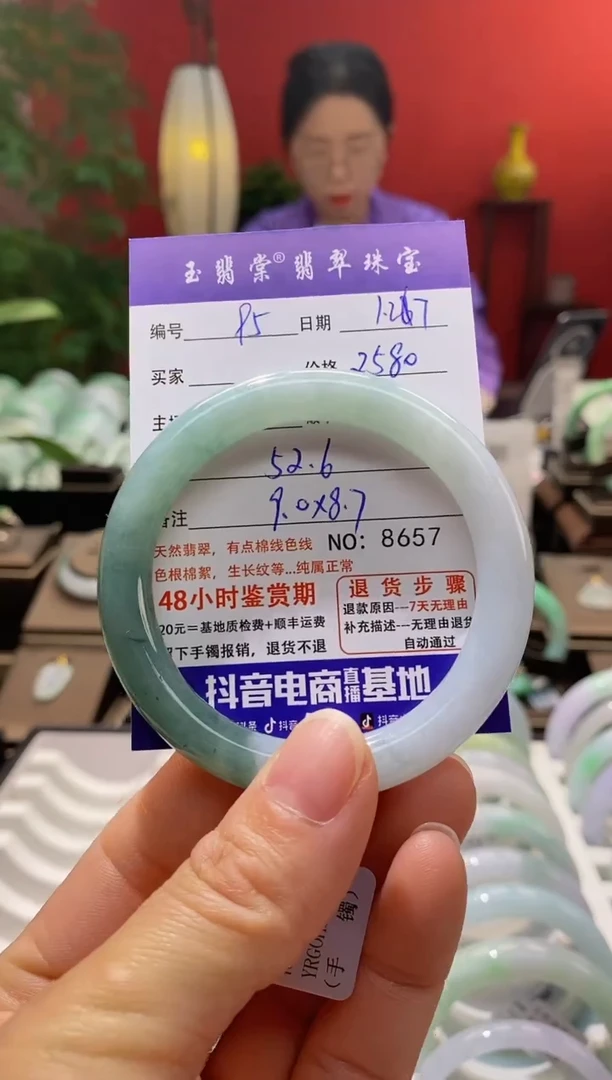 玉翡棠®翡翠珠宝
编号 85 日期
买家 价格 2580
52.6
备注 9.0x8.7
天然翡翠，有点棉线色线 NO: 8657
色根棉絮，生长纹等...纯属正常
48小时鉴赏期
20元=基地质检费+顺丰运费
下手镯报销，退货不退
退货步骤
退款原因---7天无理由
补充描述---无理由退货
自动通过
抖音电商直播基地
抖音
(手镯)